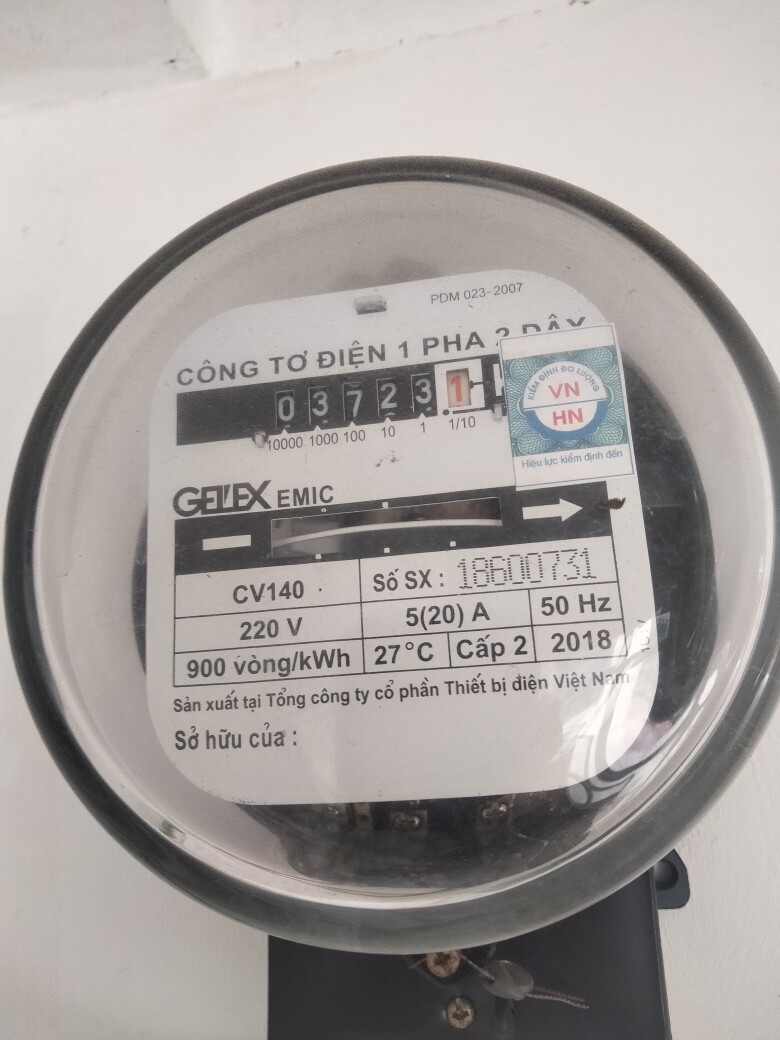 PDM 023-2007
CÔNG TƠ ĐIỆN 1 PHA 2 DÂY
0 3 7 2 3 1
10000 1000 100 10 1 1/10
KIỂM ĐỊNH ĐO LƯỜNG
VN
HN
Hiệu lực kiểm định đến
GELEX EMIC
CV140
Số SX : 18600731
220 V
5(20) A
50 Hz
900 vòng/kWh
27°C
Cấp 2
2018
Sản xuất tại Tổng công ty cổ phần Thiết bị điện Việt Nam
Sở hữu của :